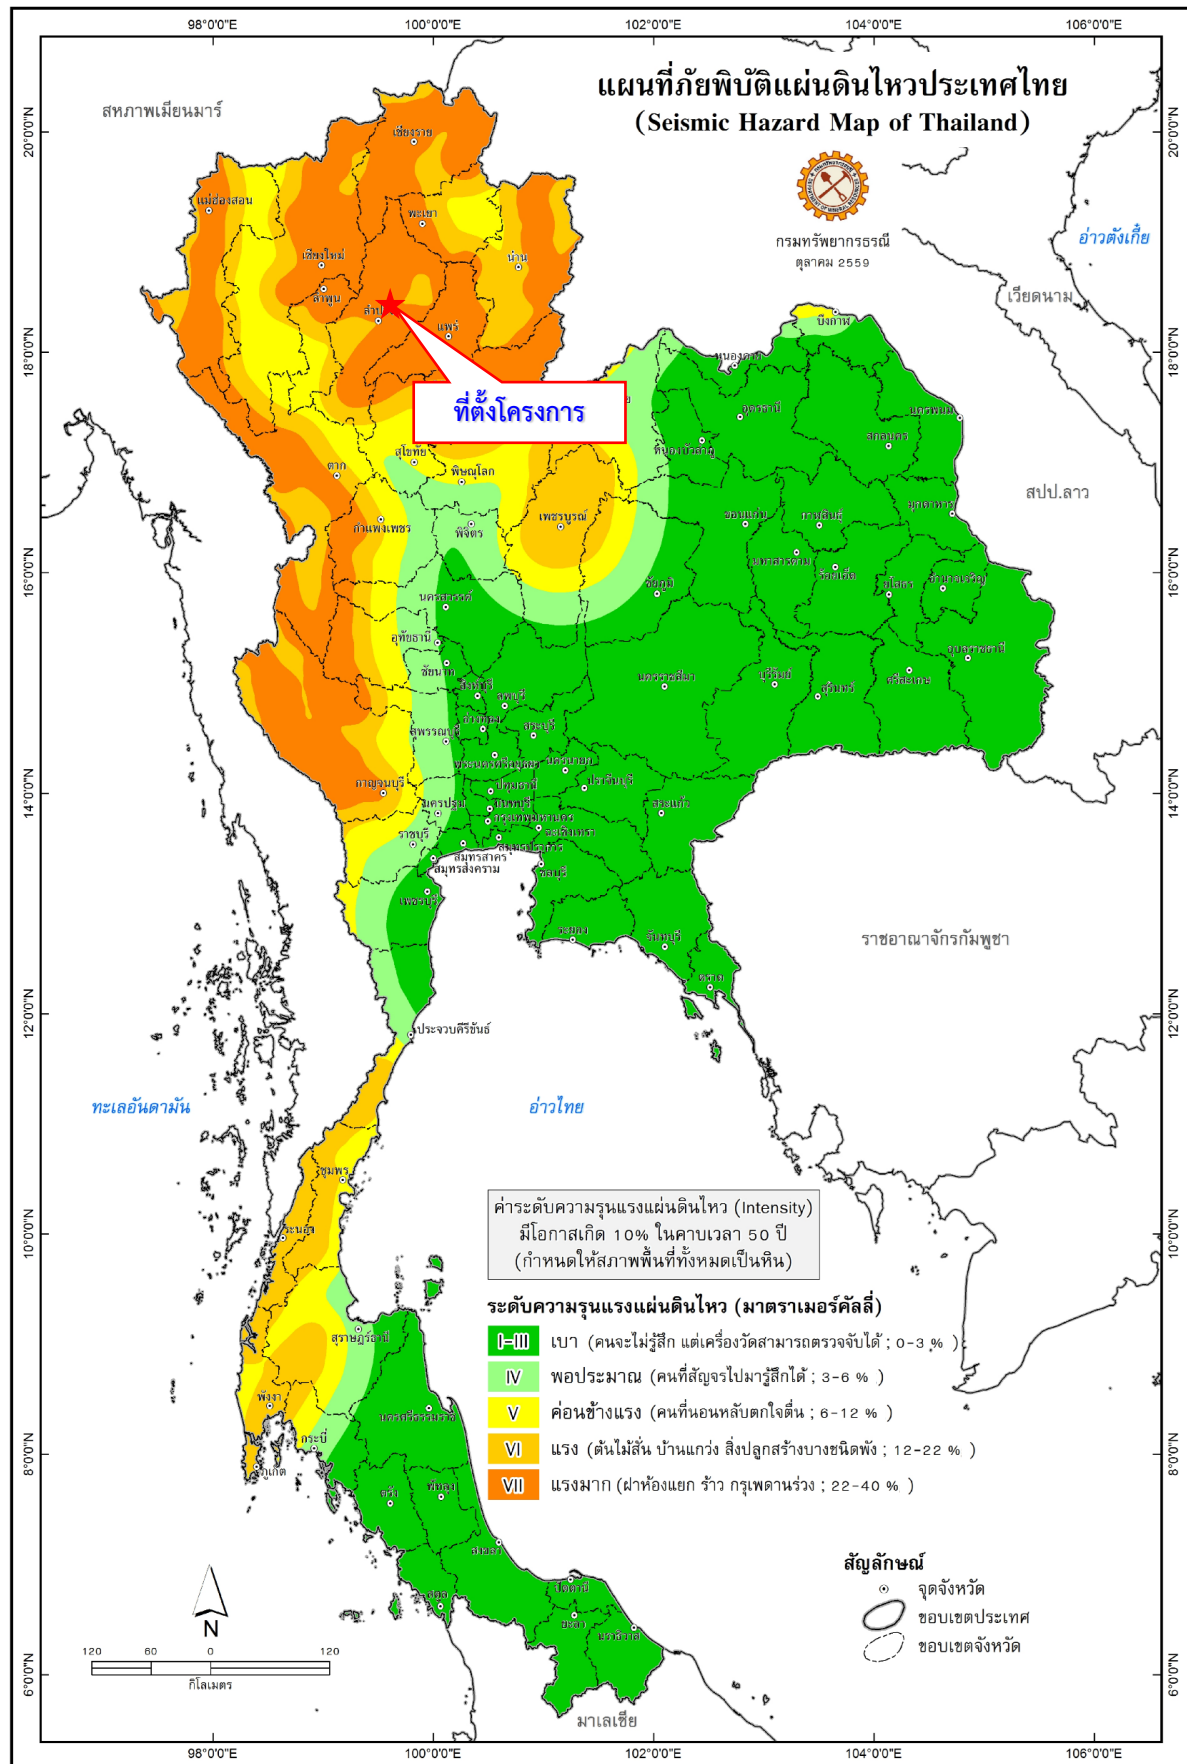 98°0'0"E 100°0'0"E 102°0'0"E 104°0'0"E 106°0'0"E
แผนที่ภัยพิบัติแผ่นดินไหวประเทศไทย
(Seismic Hazard Map of Thailand)
กรมทรัพยากรธรณี
ตุลาคม 2559
สหภาพเมียนมาร์
อ่าวตังเกี๋ย
เวียดนาม
สปป.ลาว
ราชอาณาจักรกัมพูชา
มาเลเซีย
ทะเลอันดามัน
อ่าวไทย
20°0'0"N
18°0'0"N
16°0'0"N
14°0'0"N
12°0'0"N
10°0'0"N
8°0'0"N
6°0'0"N
20°0'0"N
18°0'0"N
16°0'0"N
14°0'0"N
12°0'0"N
10°0'0"N
8°0'0"N
6°0'0"N
เชียงราย
แม่ฮ่องสอน
พะเยา
เชียงใหม่
น่าน
ลำพูน
แพร่
ที่ตั้งโครงการ
บึงกาฬ
อุดรธานี
นครพนม
สกลนคร
สุโขทัย
ตาก
พิษณุโลก
มุกดาหาร
กำแพงเพชร
พิจิตร
เพชรบูรณ์
ขอนแก่น
กาฬสินธุ์
มหาสารคาม
ร้อยเอ็ด
ยโสธร
อำนาจเจริญ
ชัยภูมิ
นครสวรรค์
อุทัยธานี
ชัยนาท
อุบลราชธานี
สิงห์บุรี
ลพบุรี
นครราชสีมา
บุรีรัมย์
สุรินทร์
ศรีสะเกษ
อ่างทอง
สุพรรณบุรี
สระบุรี
พระนครศรีอยุธยา
นครนายก
กาญจนบุรี
ปทุมธานี
ปราจีนบุรี
นครปฐม
นนทบุรี
กรุงเทพมหานคร
สระแก้ว
ราชบุรี
ฉะเชิงเทรา
สมุทรปราการ
สมุทรสาคร
สมุทรสงคราม
ชลบุรี
เพชรบุรี
ระยอง
จันทบุรี
ตราด
ประจวบคีรีขันธ์
ชุมพร
ระนอง
สุราษฎร์ธานี
พังงา
นครศรีธรรมราช
กระบี่
ภูเก็ต
ตรัง
พัทลุง
สงขลา
สตูล
ปัตตานี
ยะลา
นราธิวาส
ค่าระดับความรุนแรงแผ่นดินไหว (Intensity)
มีโอกาสเกิด 10% ในคาบเวลา 50 ปี
(กำหนดให้สภาพพื้นที่ทั้งหมดเป็นหิน)
ระดับความรุนแรงแผ่นดินไหว (มาตราเมอร์คัลลี่)
I-III เบา (คนจะไม่รู้สึก แต่เครื่องวัดสามารถตรวจจับได้ ; 0-3 % )
IV พอประมาณ (คนที่สัญจรไปมารู้สึกได้ ; 3-6 % )
V ค่อนข้างแรง (คนที่นอนหลับตกใจตื่น ; 6-12 % )
VI แรง (ต้นไม้สั่น บ้านแกว่ง สิ่งปลูกสร้างบางชนิดพัง ; 12-22 % )
VII แรงมาก (ฝาห้องแยก ร้าว กรุเพดานร่วง ; 22-40 % )
สัญลักษณ์
จุดจังหวัด
ขอบเขตประเทศ
ขอบเขตจังหวัด
N
120 60 0 120
กิโลเมตร
98°0'0"E 100°0'0"E 102°0'0"E 104°0'0"E 106°0'0"E